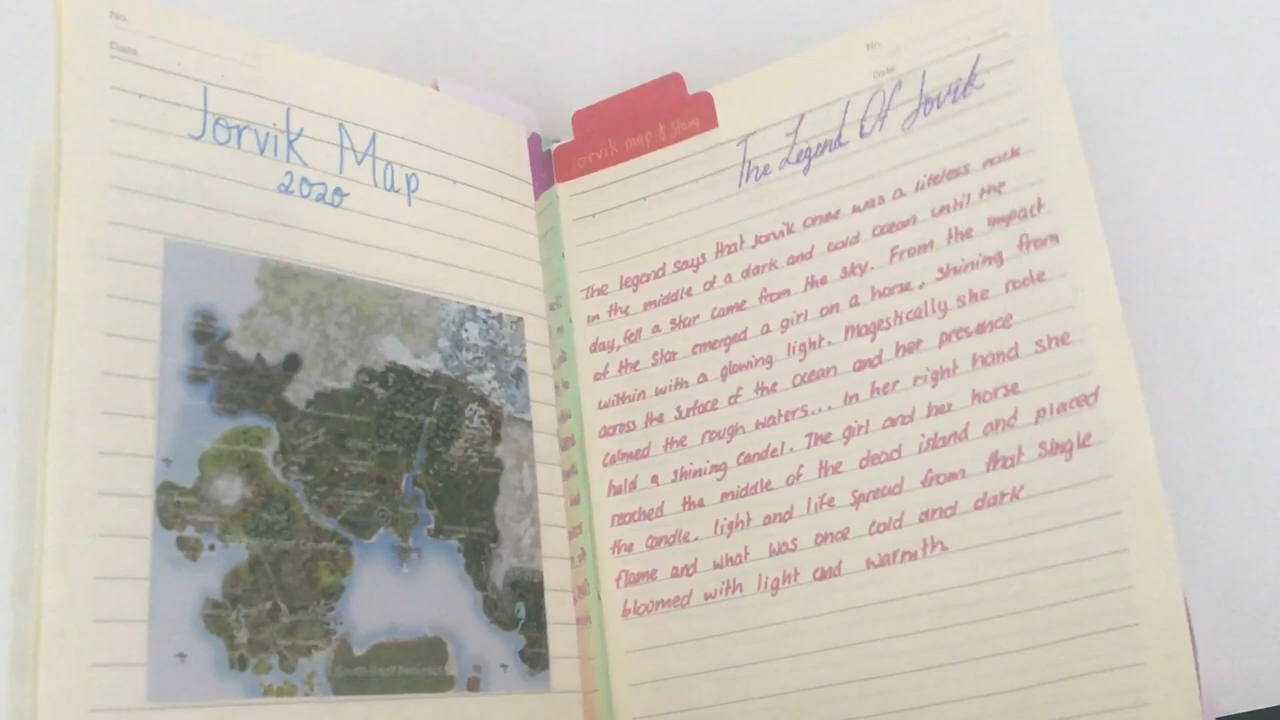 No.
Date
Jorvik Map
2020
Jorvik map & Story
No.
Date
The Legend Of Jovik
The legend says that Jorvik once was a lifeless rock
in the middle of a dark and cold ocean until the
day, fell a star came from the sky. From the impact
of the star emerged a girl on a horse, shining from
within with a glowing light. Magestically she rode
across the surface of the ocean and her presence
calmed the rough waters... In her right hand she
held a shining candel. The girl and her horse
reached the middle of the dead island and placed
the candle. light and life spread from that single
flame and what was once cold and dark
bloomed with light and warmth